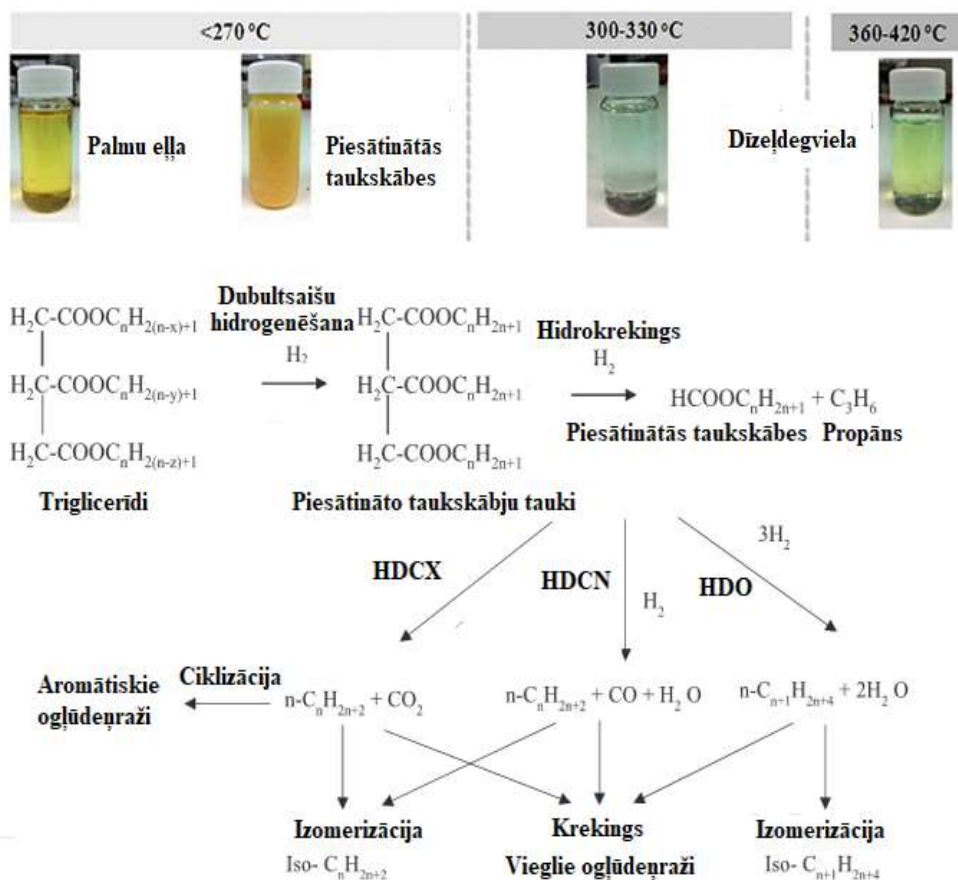 <270 °C
300-330 °C
360-420 °C
Palmu eļļa
Piesātinātās
taukskābes
Dīzeļdegviela
Dubultsaišu
hidrogenēšana
H₂
Hidrokrekings
H₂
H₂C-COOCₙH₂₍ₙ₋ₓ₎₊₁
H₂C-COOCₙH₂₍ₙ₋y₎₊₁
H₂C-COOCₙH₂₍ₙ₋z₎₊₁
H₂C-COOCₙH₂ₙ₊₁
H₂C-COOCₙH₂ₙ₊₁
H₂C-COOCₙH₂ₙ₊₁
HCOOCₙH₂ₙ₊₁ + C₃H₆
Piesātinātās taukskābes Propāns
Triglicerīdi
Piesātināto taukskābju tauki
HDCX
HDCN
H₂
HDO
3H₂
Aromātiskie
ogļūdeņraži
Ciklizācija
n-CₙH₂ₙ₊₂ + CO₂
n-CₙH₂ₙ₊₂ + CO + H₂O
n-Cₙ₊₁H₂ₙ₊₄ + 2H₂O
Izomerizācija
Iso- CₙH₂ₙ₊₂
Krekings
Vieglie ogļūdeņraži
Izomerizācija
Iso- Cₙ₊₁H₂ₙ₊₄